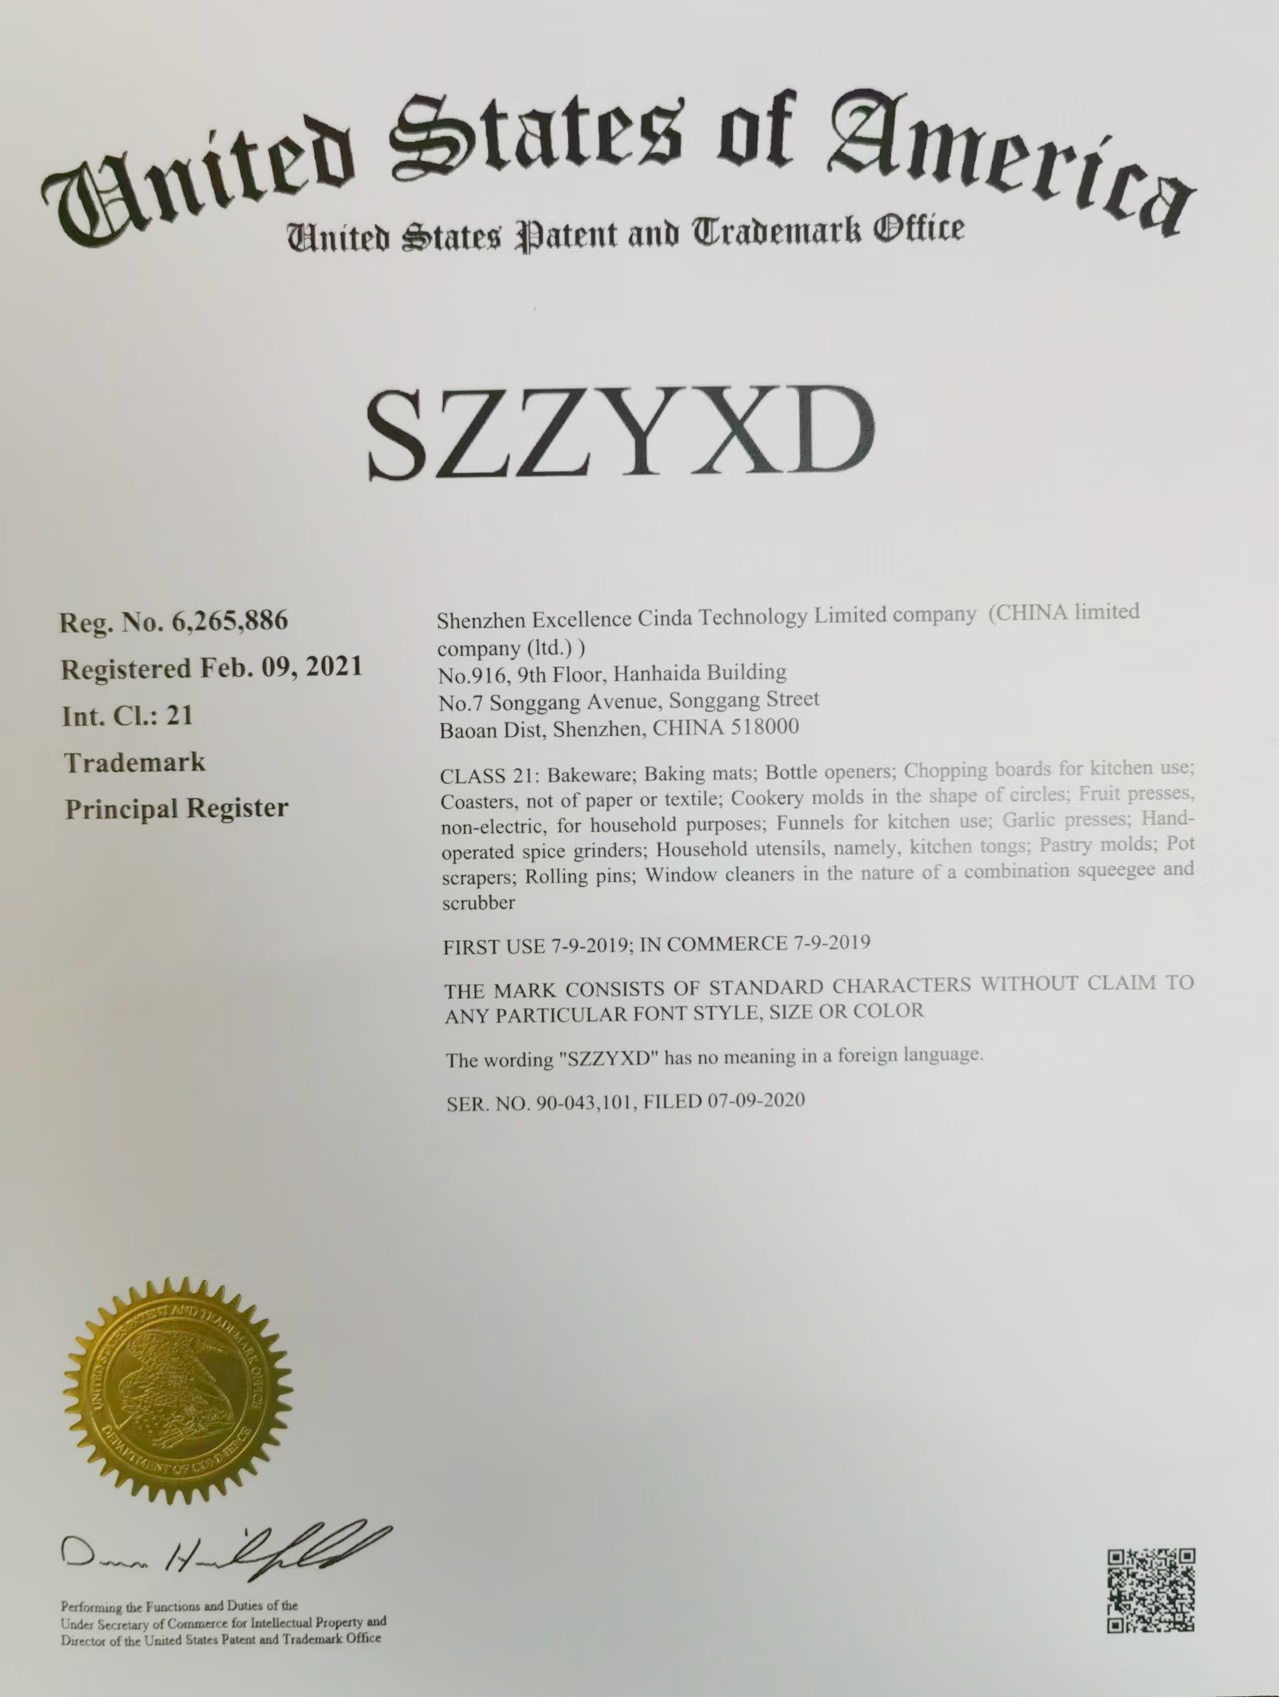 United States of America
United States Patent and Trademark Office
SZZYXD
Reg. No. 6,265,886
Registered Feb. 09, 2021
Int. Cl.: 21
Trademark
Principal Register
Shenzhen Excellence Cinda Technology Limited company (CHINA limited
company (ltd.) )
No.916, 9th Floor, Hanhaida Building
No.7 Songgang Avenue, Songgang Street
Baoan Dist, Shenzhen, CHINA 518000
CLASS 21: Bakeware; Baking mats; Bottle openers; Chopping boards for kitchen use;
Coasters, not of paper or textile; Cookery molds in the shape of circles; Fruit presses,
non-electric, for household purposes; Funnels for kitchen use; Garlic presses; Hand-
operated spice grinders; Household utensils, namely, kitchen tongs; Pastry molds; Pot
scrapers; Rolling pins; Window cleaners in the nature of a combination squeegee and
scrubber
FIRST USE 7-9-2019; IN COMMERCE 7-9-2019
THE MARK CONSISTS OF STANDARD CHARACTERS WITHOUT CLAIM TO
ANY PARTICULAR FONT STYLE, SIZE OR COLOR
The wording "SZZYXD" has no meaning in a foreign language.
SER. NO. 90-043,101, FILED 07-09-2020
UNITED STATES PATENT AND TRADEMARK OFFICE
DEPARTMENT OF COMMERCE
Performing the Functions and Duties of the
Under Secretary of Commerce for Intellectual Property and
Director of the United States Patent and Trademark Office